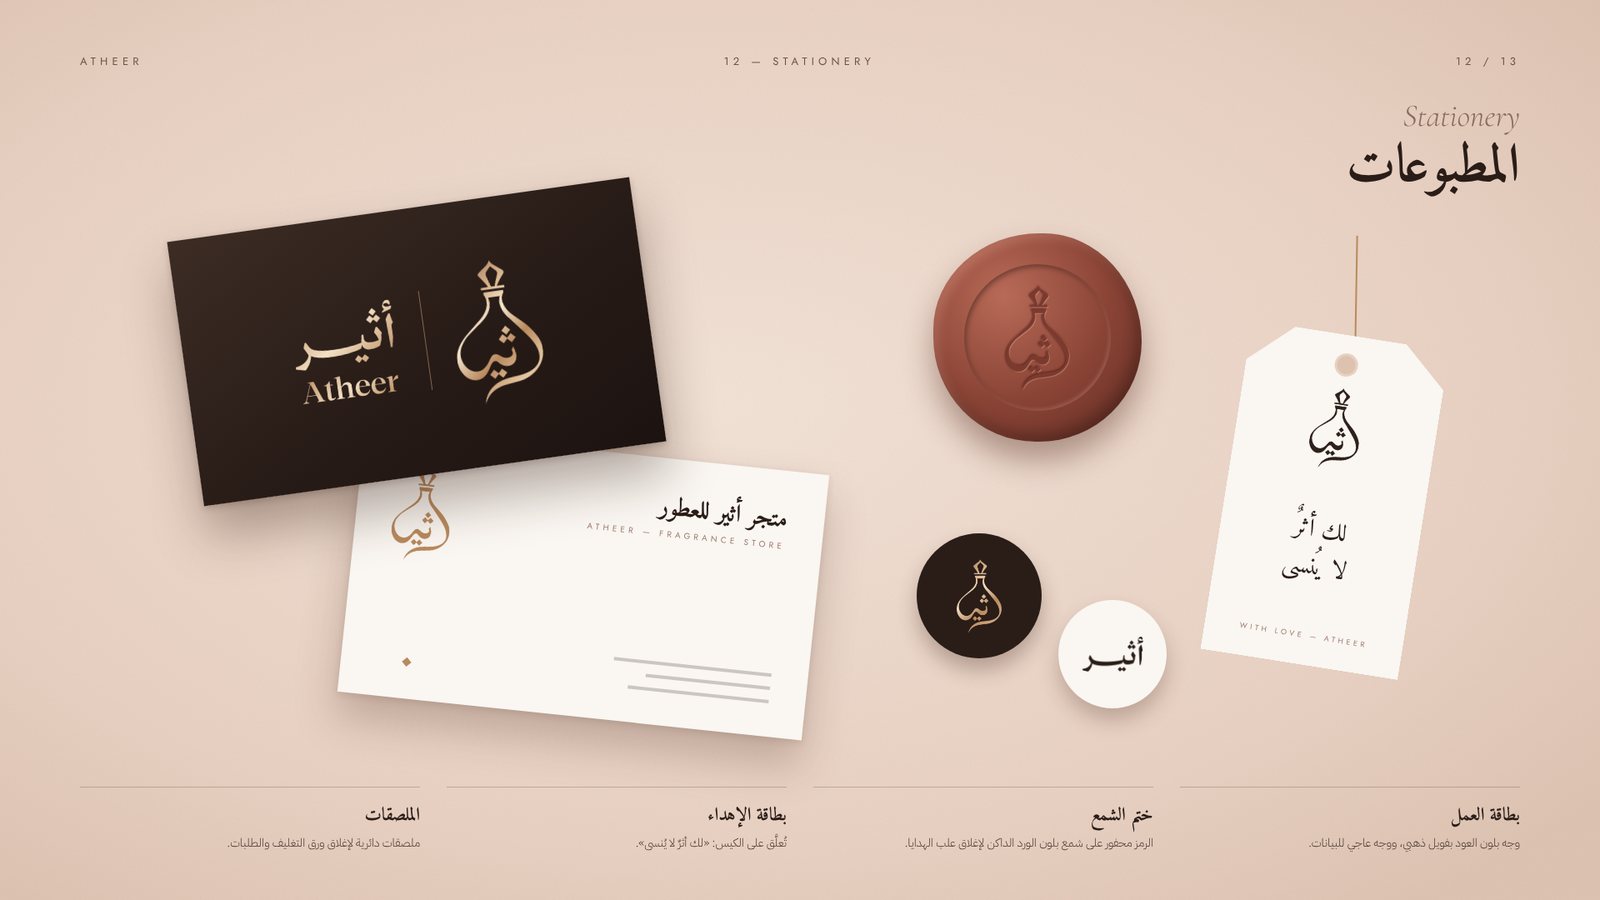 ATHEER
12 — STATIONERY
12 / 13
Stationery
المطبوعات
أثيـر
Atheer
أثير
متجر أثير للعطور
ATHEER — FRAGRANCE STORE
أثير
أثير
أثيـر
لك أثرٌ
لا يُنسى
WITH LOVE — ATHEER
بطاقة العمل
وجه بلون العود بفويل ذهبي، ووجه عاجي للبيانات.
ختم الشمع
الرمز محفور على شمع بلون الورد الداكن لإغلاق علب الهدايا.
بطاقة الإهداء
تُعلَّق على الكيس: «لك أثرٌ لا يُنسى».
الملصقات
ملصقات دائرية لإغلاق ورق التغليف والطلبات.